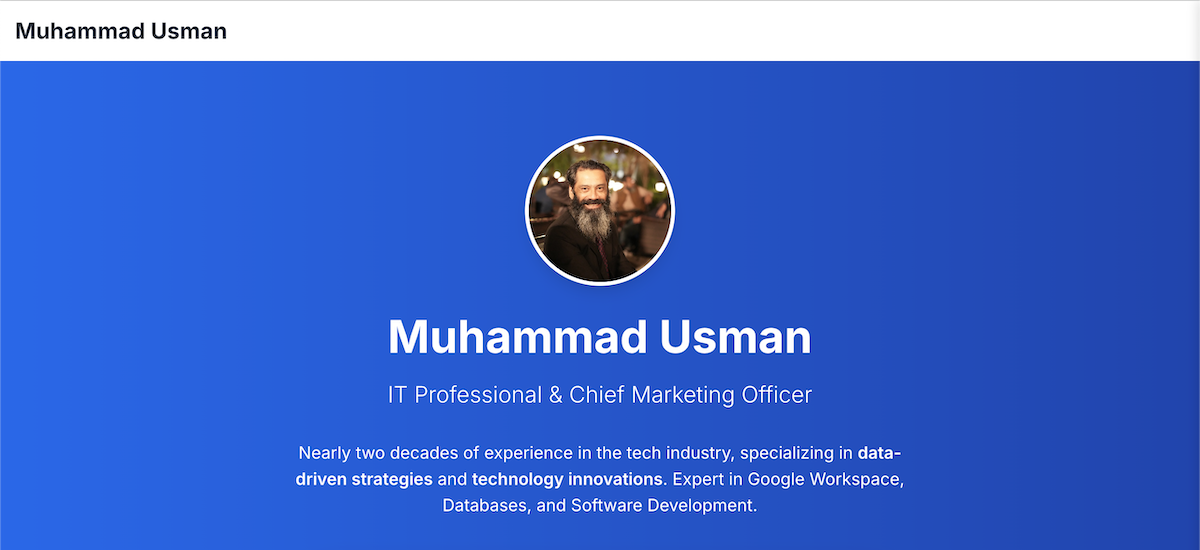 Muhammad Usman
Muhammad Usman
IT Professional & Chief Marketing Officer
Nearly two decades of experience in the tech industry, specializing in data-
driven strategies and technology innovations. Expert in Google Workspace,
Databases, and Software Development.